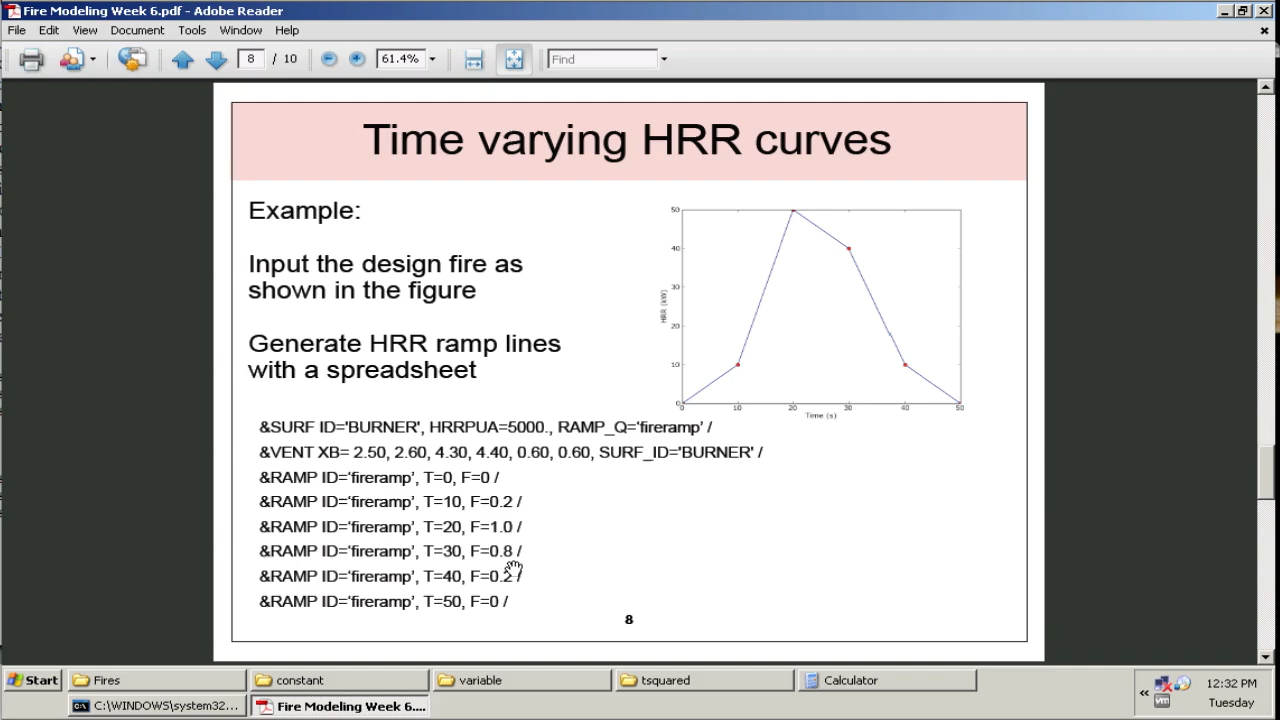 Fire Modeling Week 6.pdf - Adobe Reader
File Edit View Document Tools Window Help
8 / 10 61.4% Find
Time varying HRR curves
Example:
Input the design fire as
shown in the figure
Generate HRR ramp lines
with a spreadsheet
50
40
30
20
10
0
HRR (kW)
0 10 20 30 40 50
Time (s)
&SURF ID='BURNER', HRRPUA=5000., RAMP_Q=‘fireramp’ /
&VENT XB= 2.50, 2.60, 4.30, 4.40, 0.60, 0.60, SURF_ID='BURNER' /
&RAMP ID=‘fireramp’, T=0, F=0 /
&RAMP ID=‘fireramp’, T=10, F=0.2 /
&RAMP ID=‘fireramp’, T=20, F=1.0 /
&RAMP ID=‘fireramp’, T=30, F=0.8 /
&RAMP ID=‘fireramp’, T=40, F=0.2 /
&RAMP ID=‘fireramp’, T=50, F=0 /
8
Start Fires constant variable tsquared Calculator 12:32 PM
C:\WINDOWS\system32... Fire Modeling Week 6.... Tuesday